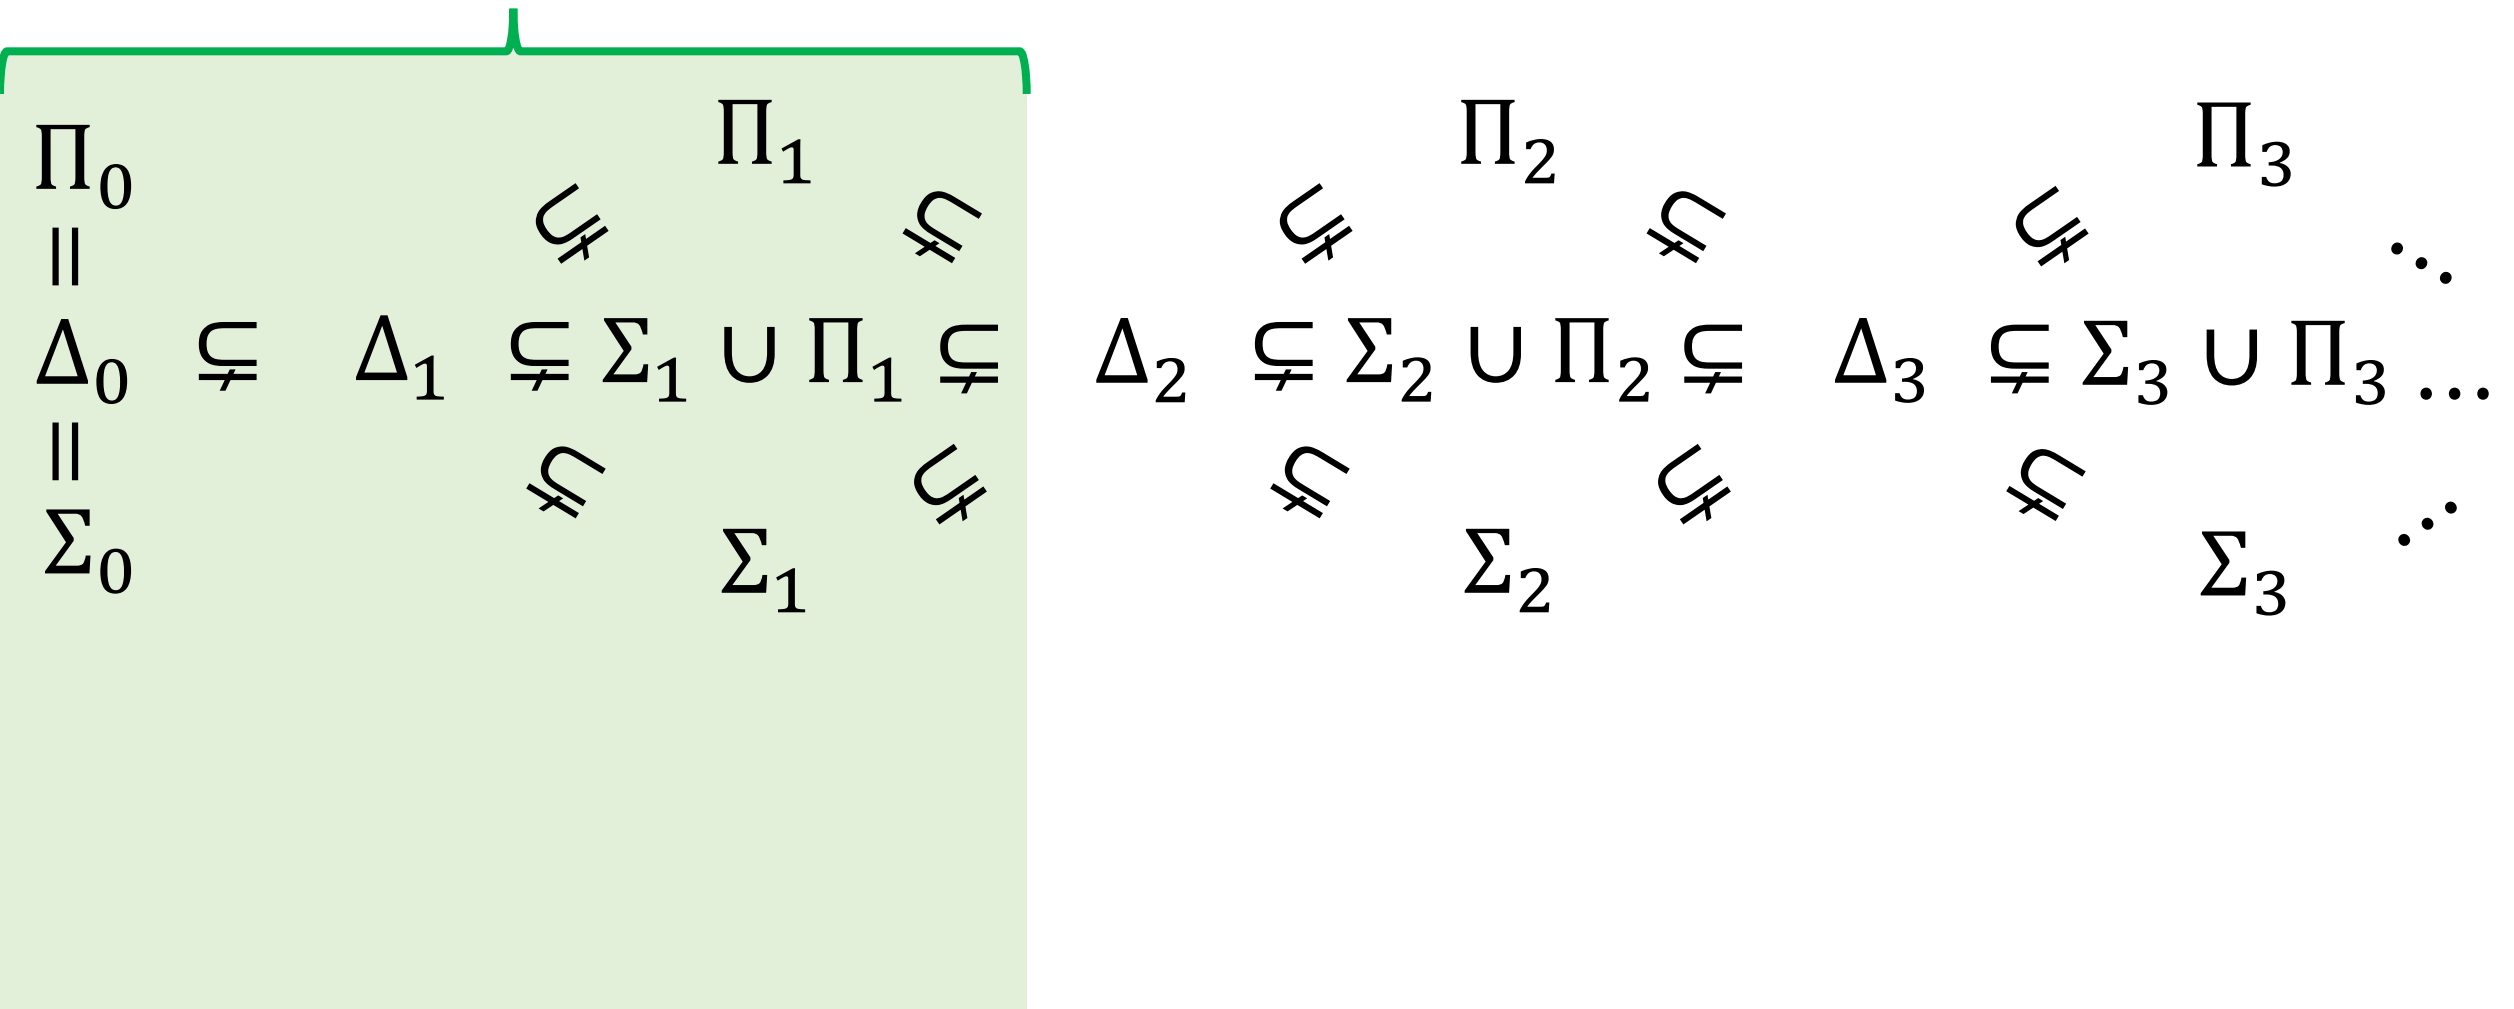 Π₀ Π₁ Π₂ Π₃
= ⊊ ⊊ ⊊ ⊊ ⊊ ⋱
Δ₀ ⊊ Δ₁ ⊊ Σ₁ ∪ Π₁ ⊊ Δ₂ ⊊ Σ₂ ∪ Π₂ ⊊ Δ₃ ⊊ Σ₃ ∪ Π₃ …
= ⊊ ⊊ ⊊ ⊊ ⊊ ⋰
Σ₀ Σ₁ Σ₂ Σ₃